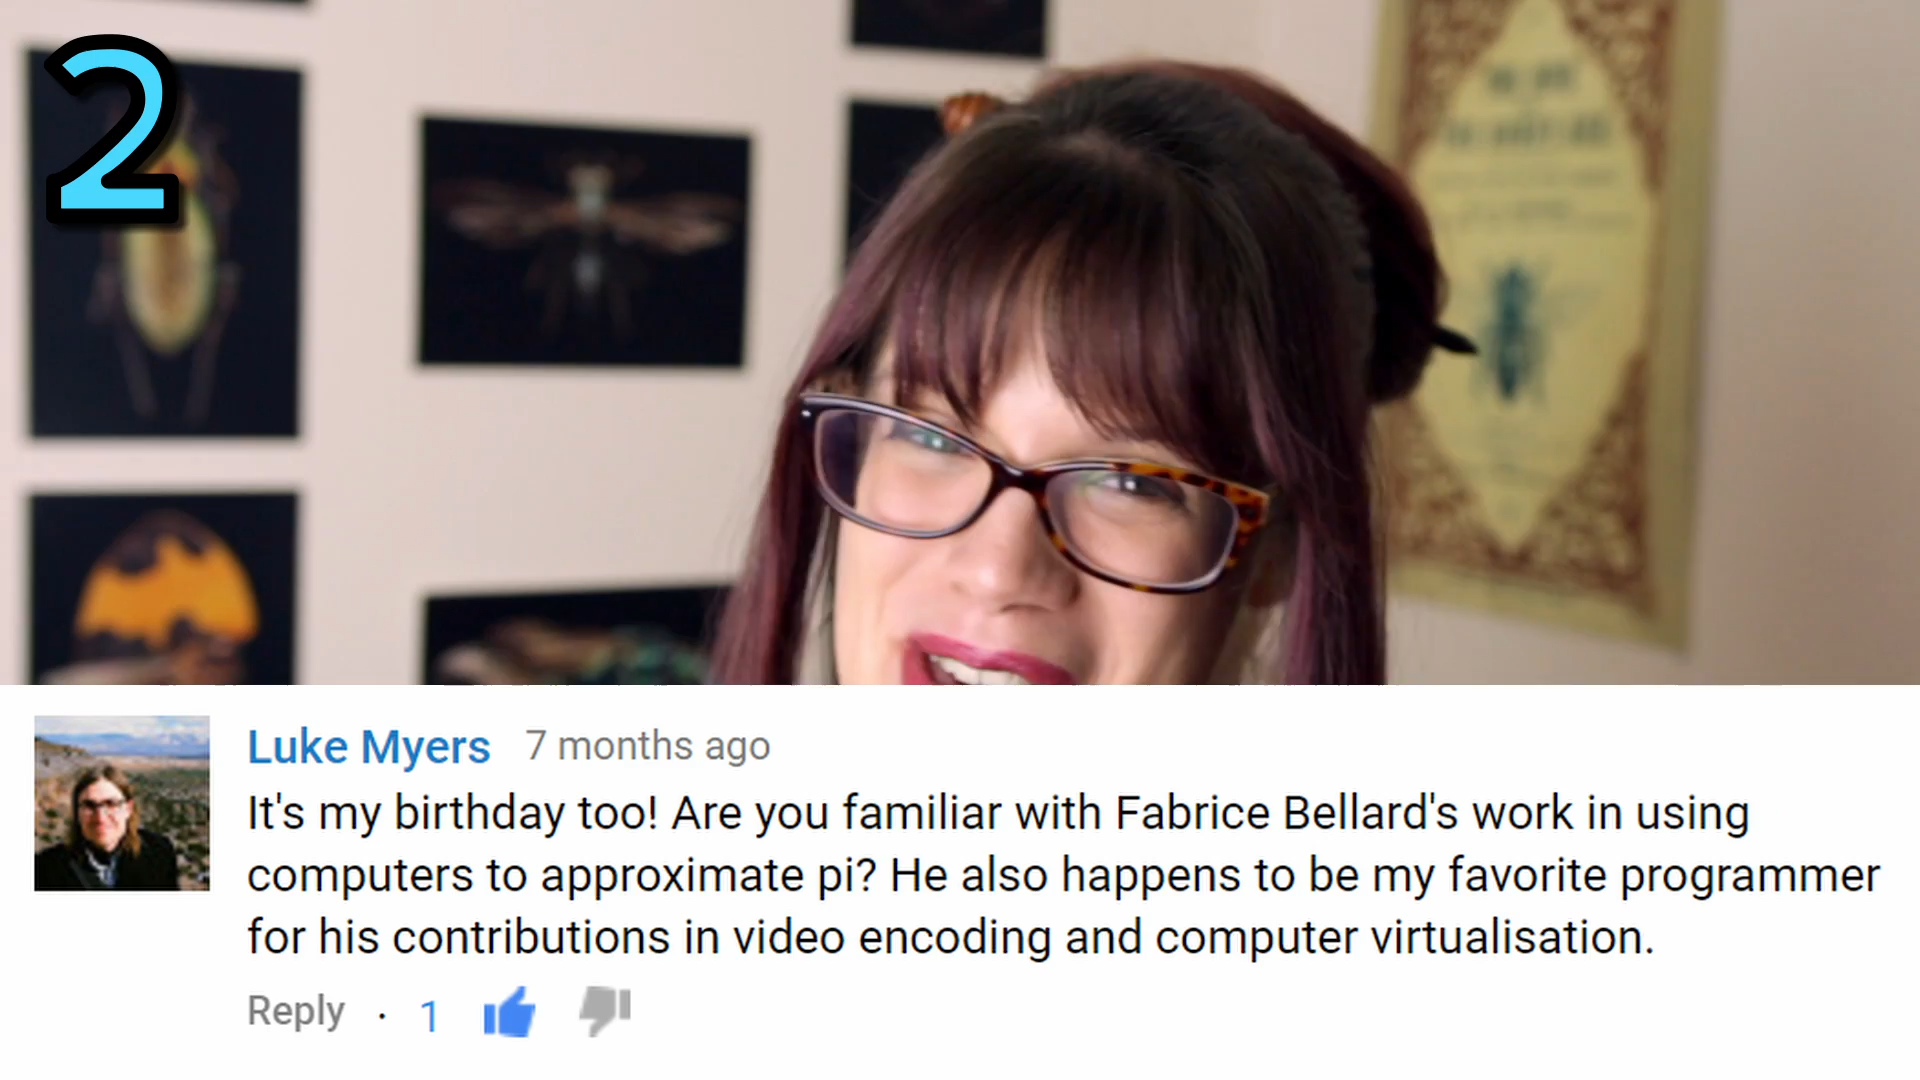 2
Luke Myers 7 months ago
It's my birthday too! Are you familiar with Fabrice Bellard's work in using
computers to approximate pi? He also happens to be my favorite programmer
for his contributions in video encoding and computer virtualisation.
Reply · 1